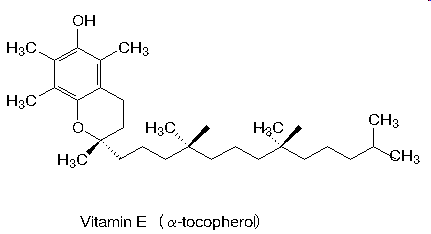 OH
H₃C CH₃
H₃C
O
H₃C
H₃C
H₃C
CH₃
CH₃
Vitamin E (α-tocopherol)